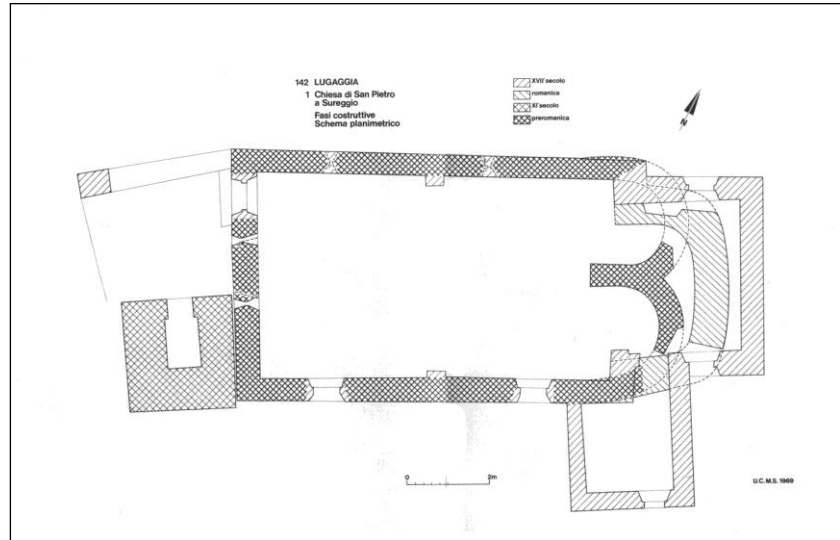 142 LUGAGGIA
1 Chiesa di San Pietro
a Sureggio
Fasi costruttive
Schema planimetrico
XVII° secolo
romanica
XI° secolo
preromanica
N
0 2m
U.C.M.S. 1969